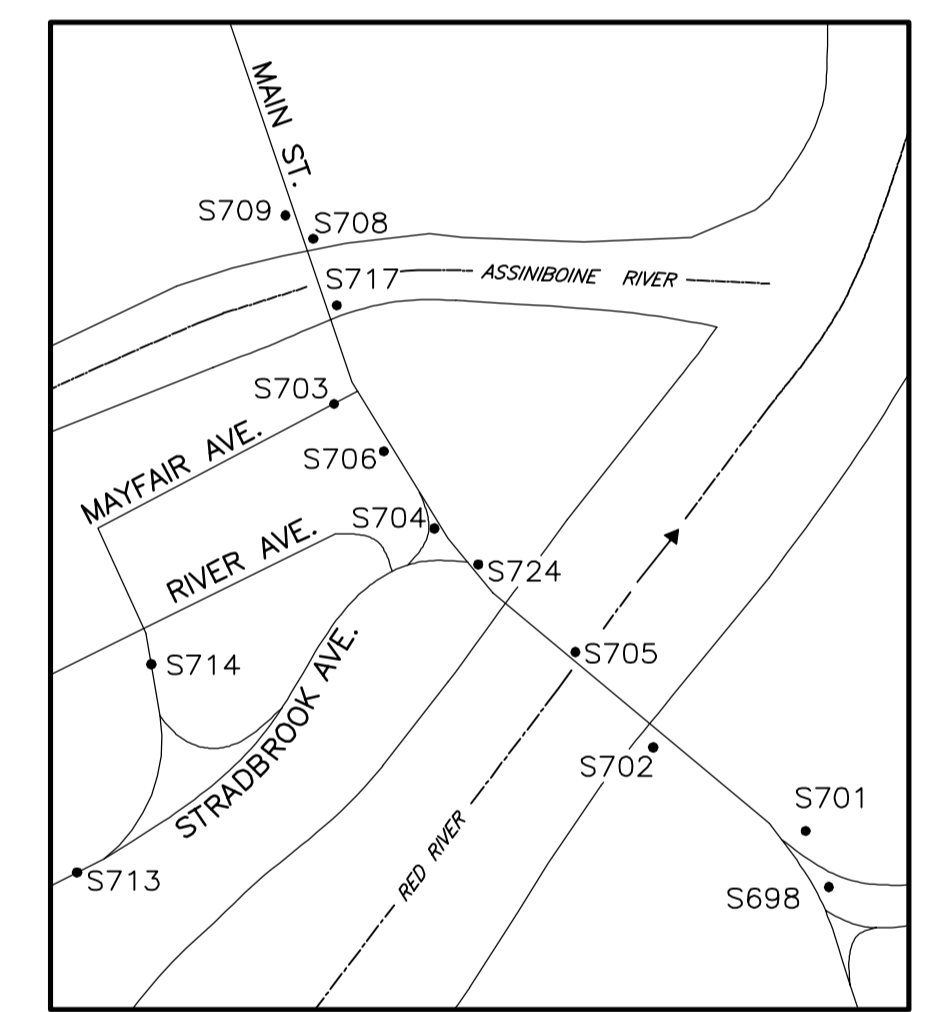 MAIN ST.
S709
S708
S717
ASSINIBOINE RIVER
S703
MAYFAIR AVE.
S706
S704
RIVER AVE.
S724
S705
S714
STRADBROOK AVE.
S702
S701
RED RIVER
S713
S698